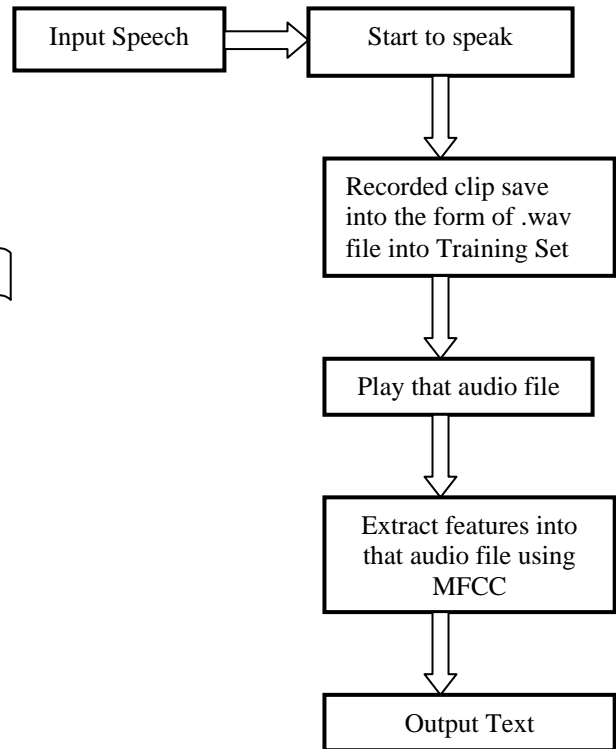 Input Speech
Start to speak
Recorded clip save
into the form of .wav
file into Training Set
Play that audio file
Extract features into
that audio file using
MFCC
Output Text